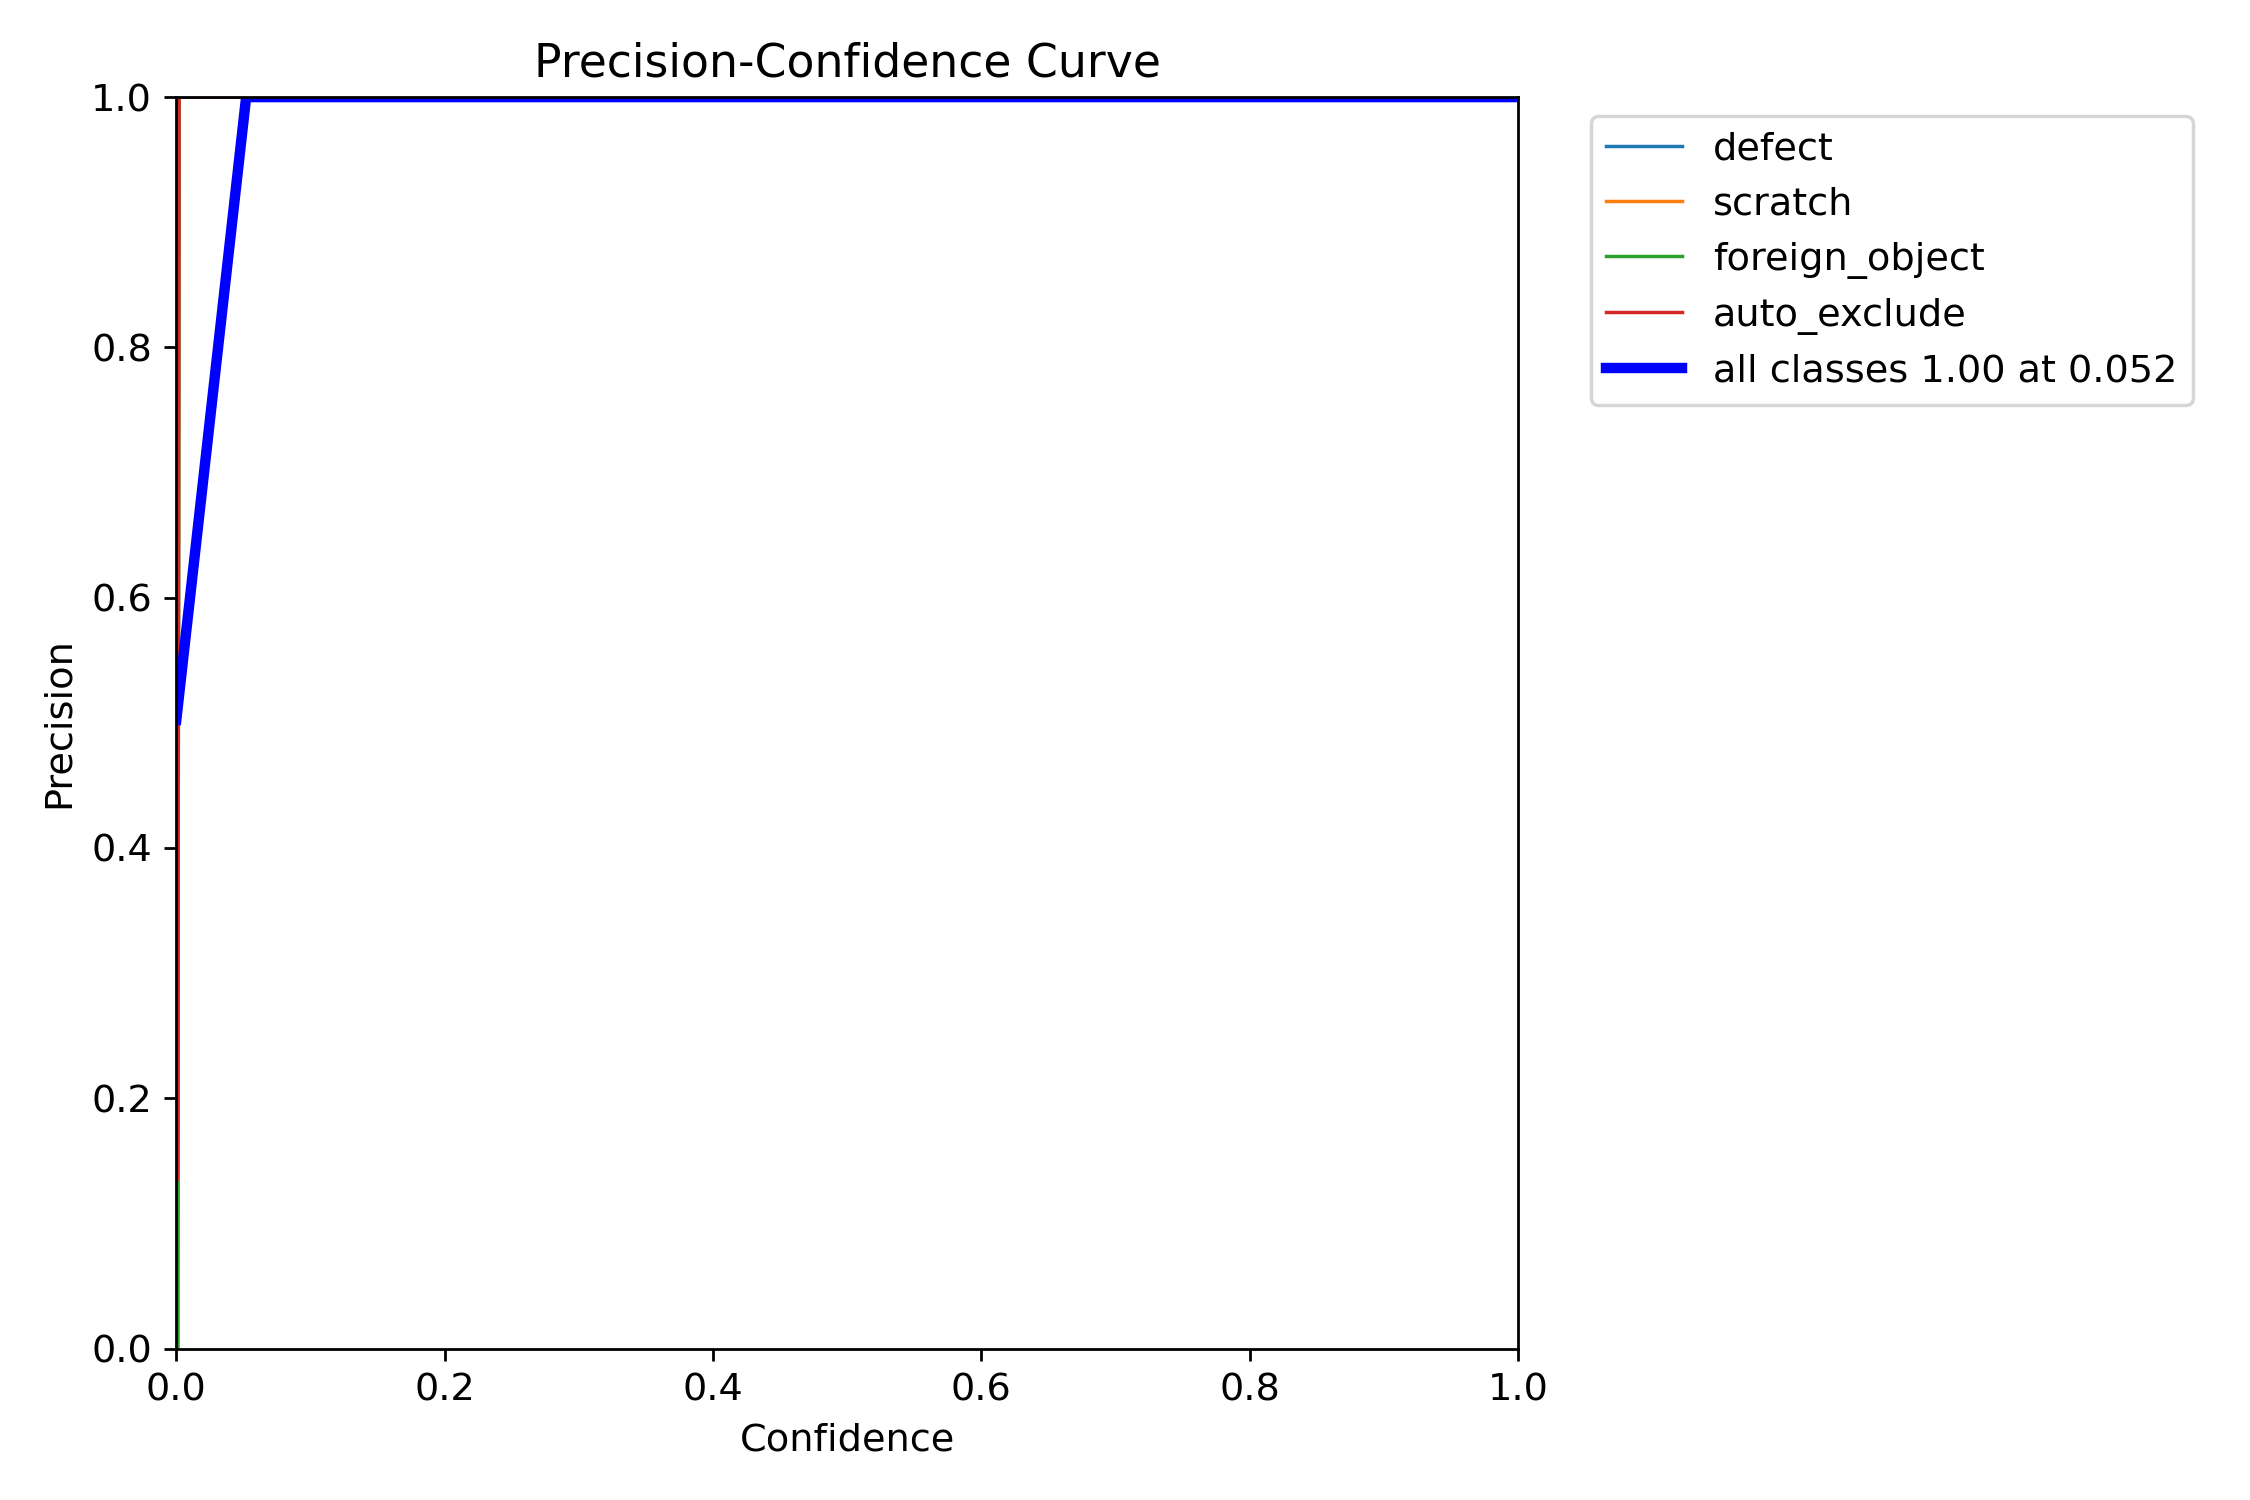 Precision-Confidence Curve
1.0
0.8
0.6
0.4
0.2
0.0
Precision
0.0 0.2 0.4 0.6 0.8 1.0
Confidence
defect
scratch
foreign_object
auto_exclude
all classes 1.00 at 0.052